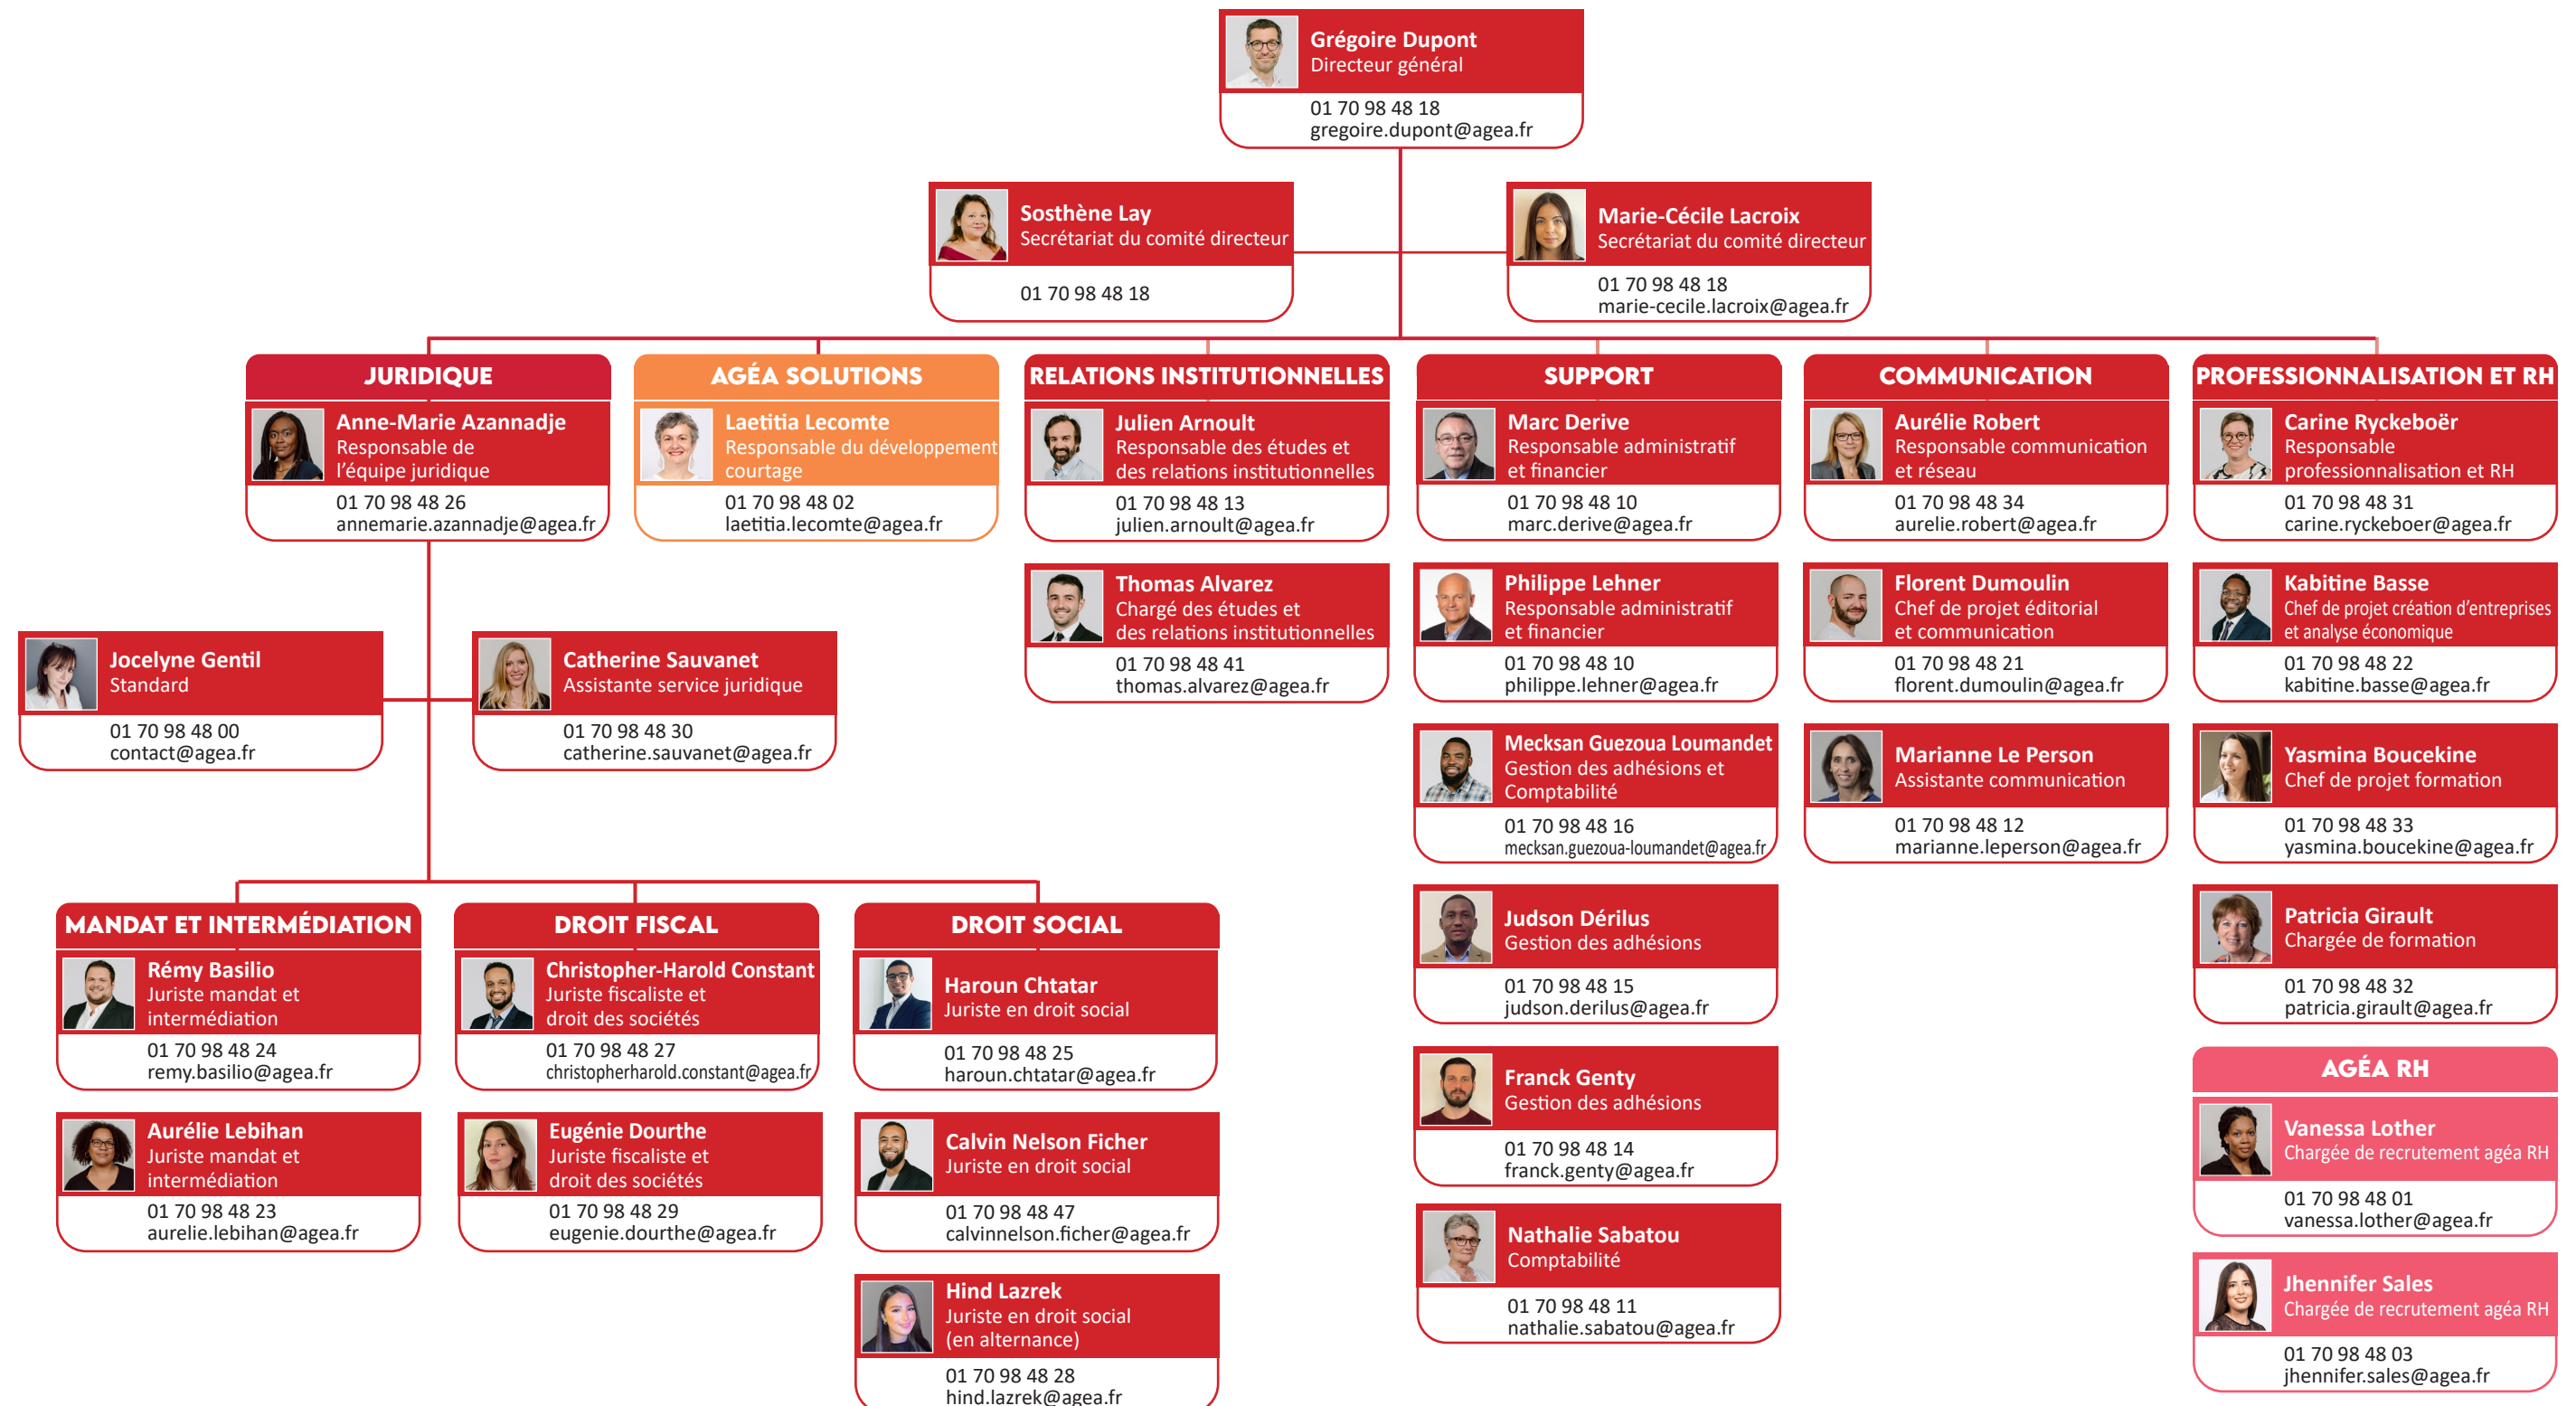 Grégoire Dupont
Directeur général
01 70 98 48 18
gregoire.dupont@agea.fr
Sosthène Lay
Secrétariat du comité directeur
01 70 98 48 18
Marie-Cécile Lacroix
Secrétariat du comité directeur
01 70 98 48 18
marie-cecile.lacroix@agea.fr
JURIDIQUE
Anne-Marie Azannadje
Responsable de
l'équipe juridique
01 70 98 48 26
annemarie.azannadje@agea.fr
Jocelyne Gentil
Standard
01 70 98 48 00
contact@agea.fr
Catherine Sauvanet
Assistante service juridique
01 70 98 48 30
catherine.sauvanet@agea.fr
MANDAT ET INTERMÉDIATION
Rémy Basilio
Juriste mandat et
intermédiation
01 70 98 48 24
remy.basilio@agea.fr
Aurélie Lebihan
Juriste mandat et
intermédiation
01 70 98 48 23
aurelie.lebihan@agea.fr
DROIT FISCAL
Christopher-Harold Constant
Juriste fiscaliste et
droit des sociétés
01 70 98 48 27
christopherharold.constant@agea.fr
Eugénie Dourthe
Juriste fiscaliste et
droit des sociétés
01 70 98 48 29
eugenie.dourthe@agea.fr
DROIT SOCIAL
Haroun Chtatar
Juriste en droit social
01 70 98 48 25
haroun.chtatar@agea.fr
Calvin Nelson Ficher
Juriste en droit social
01 70 98 48 47
calvinnelson.ficher@agea.fr
Hind Lazrek
Juriste en droit social
(en alternance)
01 70 98 48 28
hind.lazrek@agea.fr
AGÉA SOLUTIONS
Laetitia Lecomte
Responsable du développement
courtage
01 70 98 48 02
laetitia.lecomte@agea.fr
RELATIONS INSTITUTIONNELLES
Julien Arnoult
Responsable des études et
des relations institutionnelles
01 70 98 48 13
julien.arnoult@agea.fr
Thomas Alvarez
Chargé des études et
des relations institutionnelles
01 70 98 48 41
thomas.alvarez@agea.fr
SUPPORT
Marc Derive
Responsable administratif
et financier
01 70 98 48 10
marc.derive@agea.fr
Philippe Lehner
Responsable administratif
et financier
01 70 98 48 10
philippe.lehner@agea.fr
Mecksan Guezoua Loumandet
Gestion des adhésions et
Comptabilité
01 70 98 48 16
mecksan.guezoua-loumandet@agea.fr
Judson Dérilus
Gestion des adhésions
01 70 98 48 15
judson.derilus@agea.fr
Franck Genty
Gestion des adhésions
01 70 98 48 14
franck.genty@agea.fr
Nathalie Sabatou
Comptabilité
01 70 98 48 11
nathalie.sabatou@agea.fr
COMMUNICATION
Aurélie Robert
Responsable communication
et réseau
01 70 98 48 34
aurelie.robert@agea.fr
Florent Dumoulin
Chef de projet éditorial
et communication
01 70 98 48 21
florent.dumoulin@agea.fr
Marianne Le Person
Assistante communication
01 70 98 48 12
marianne.leperson@agea.fr
PROFESSIONNALISATION ET RH
Carine Ryckeboër
Responsable
professionnalisation et RH
01 70 98 48 31
carine.ryckeboer@agea.fr
Kabitine Basse
Chef de projet création d'entreprises
et analyse économique
01 70 98 48 22
kabitine.basse@agea.fr
Yasmina Boucekine
Chef de projet formation
01 70 98 48 33
yasmina.boucekine@agea.fr
Patricia Girault
Chargée de formation
01 70 98 48 32
patricia.girault@agea.fr
AGÉA RH
Vanessa Lother
Chargée de recrutement agéa RH
01 70 98 48 01
vanessa.lother@agea.fr
Jhennifer Sales
Chargée de recrutement agéa RH
01 70 98 48 03
jhennifer.sales@agea.fr